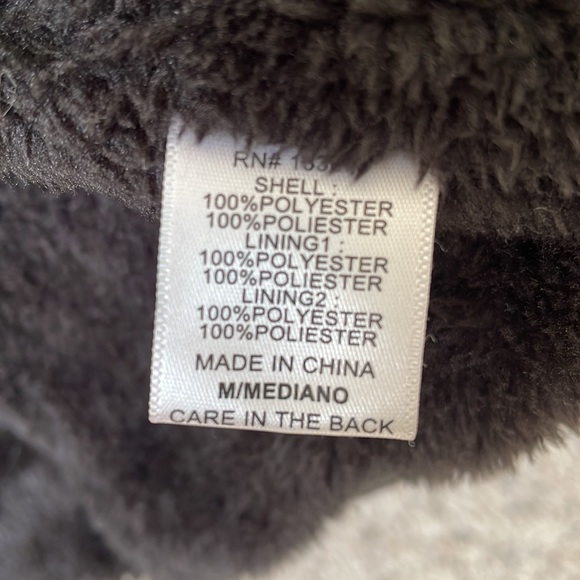 RN#
SHELL :
100%POLYESTER
100%POLIESTER
LINING1 :
100%POLYESTER
100%POLIESTER
LINING2 :
100%POLYESTER
100%POLIESTER
MADE IN CHINA
M/MEDIANO
CARE IN THE BACK